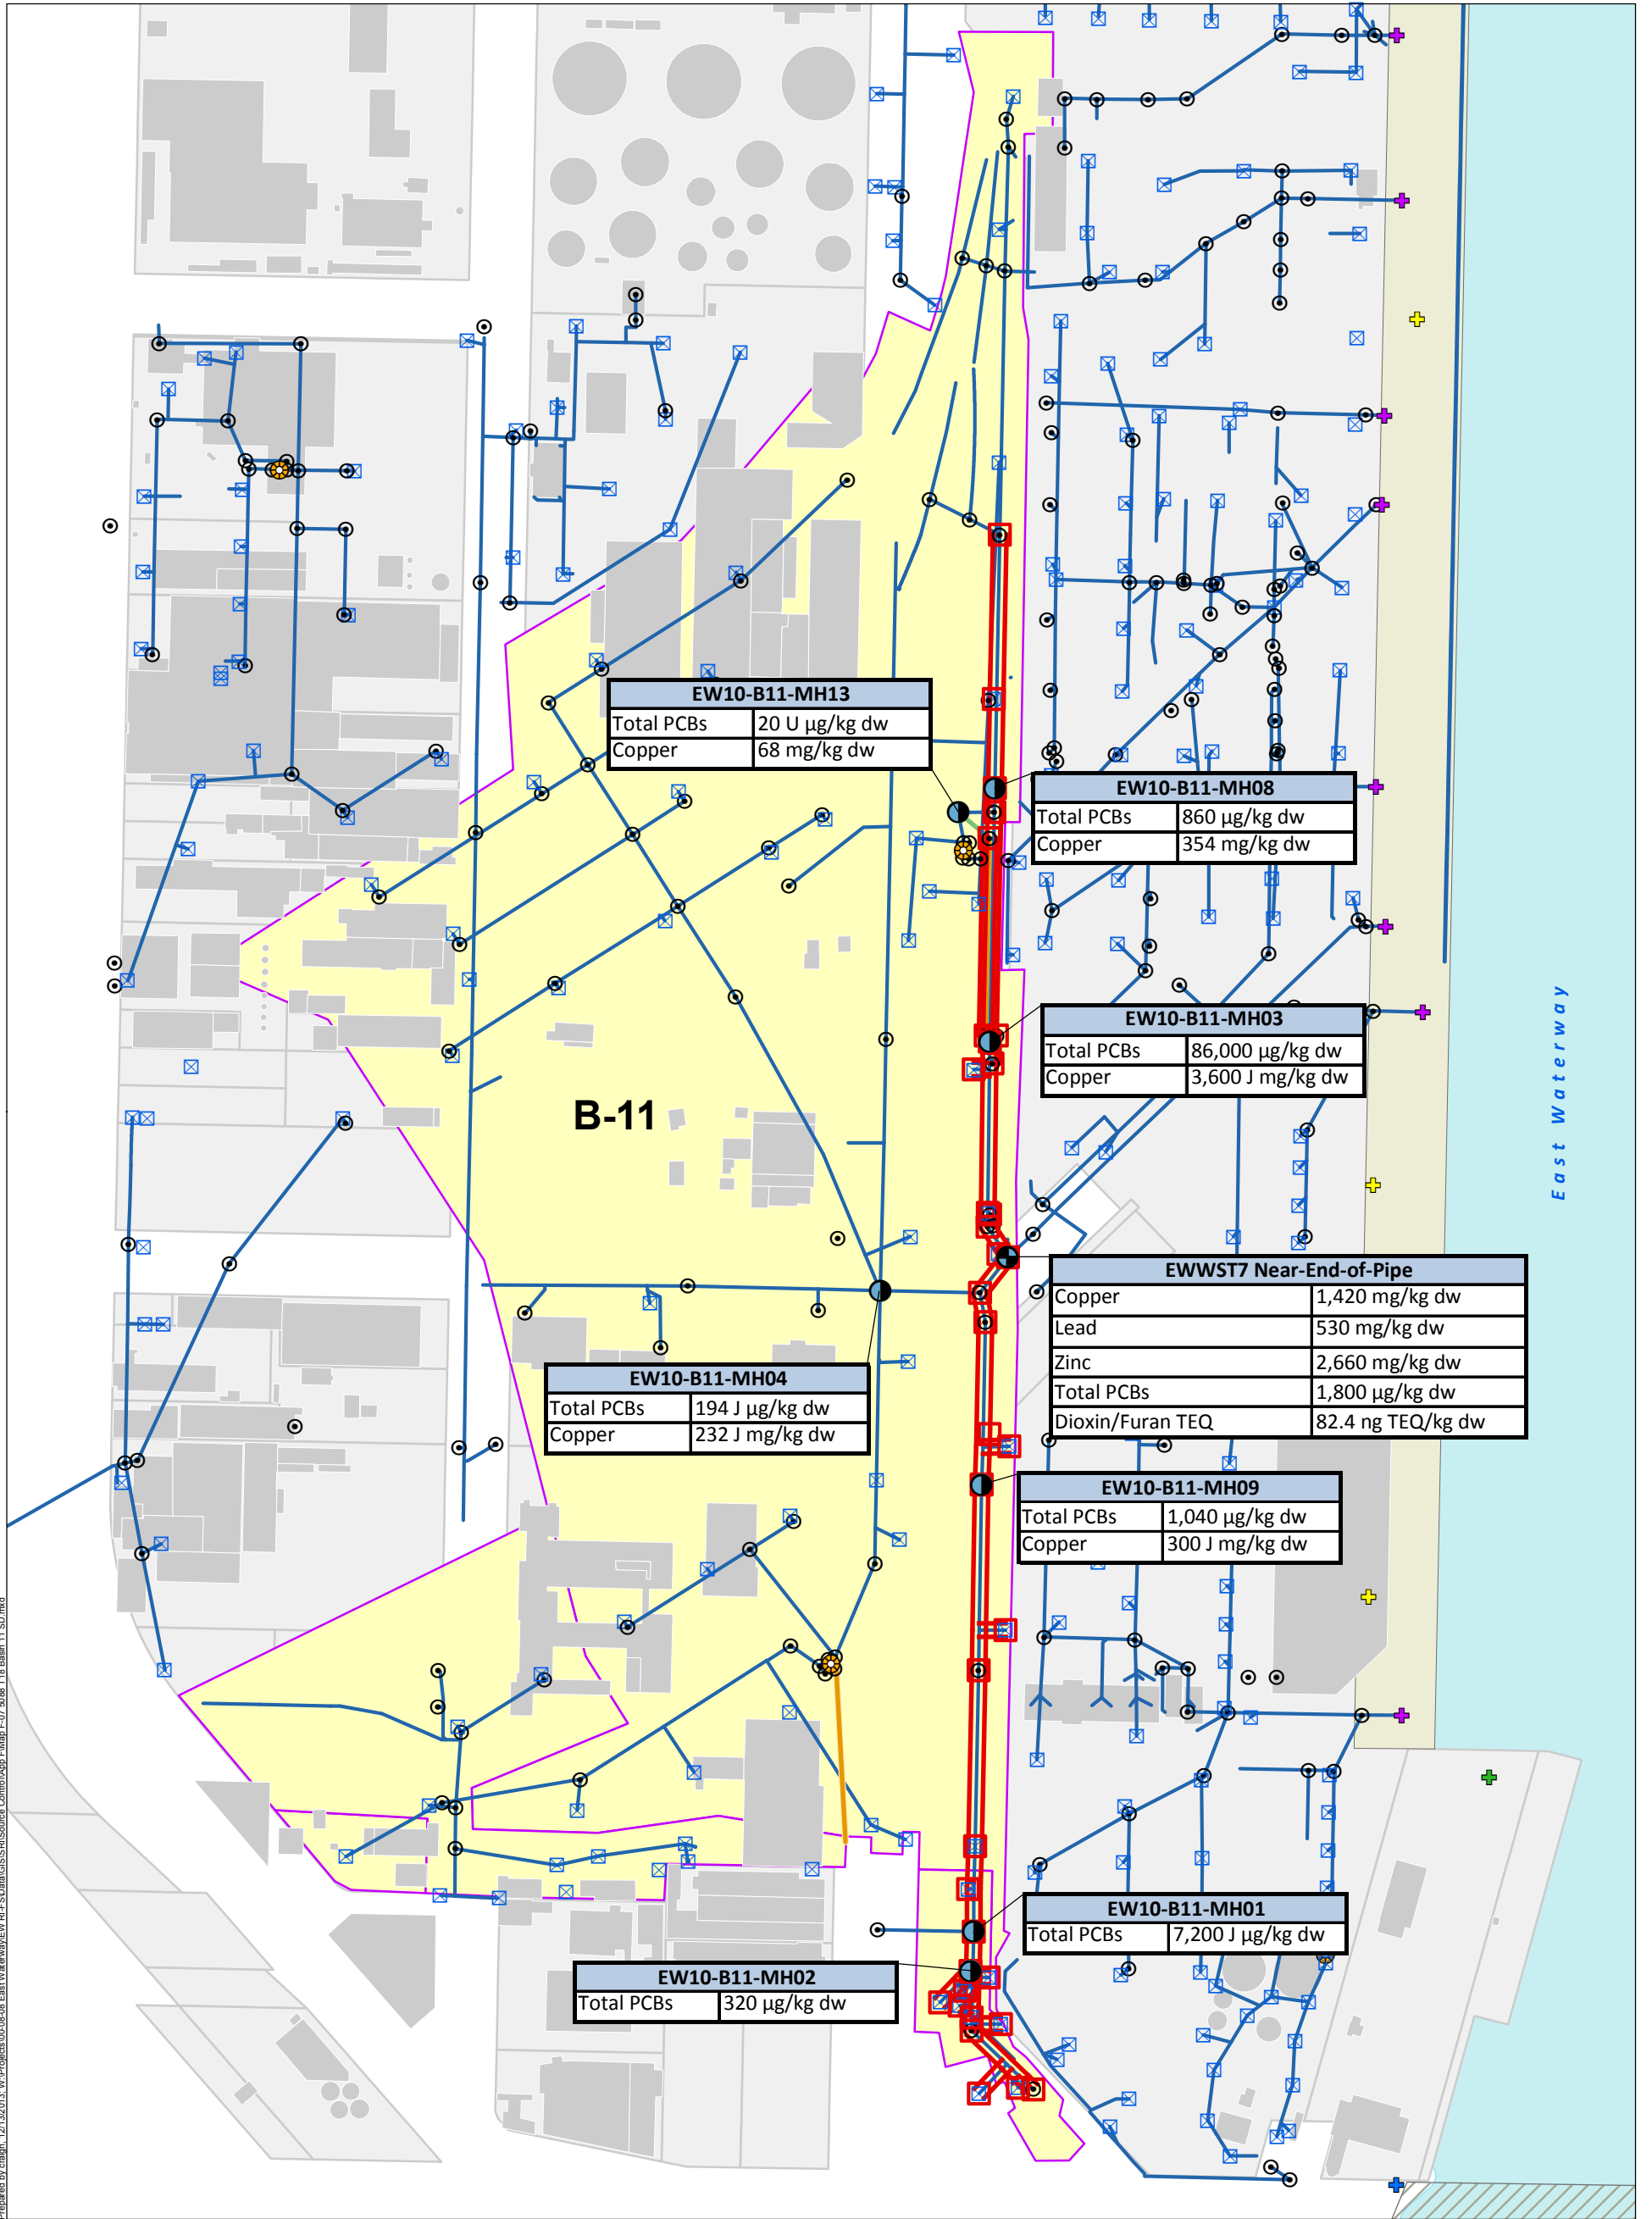 EW10-B11-MH13
Total PCBs 20 U µg/kg dw
Copper 68 mg/kg dw
EW10-B11-MH08
Total PCBs 860 µg/kg dw
Copper 354 mg/kg dw
EW10-B11-MH03
Total PCBs 86,000 µg/kg dw
Copper 3,600 J mg/kg dw
East Waterway
B-11
EWWST7 Near-End-of-Pipe
Copper 1,420 mg/kg dw
Lead 530 mg/kg dw
Zinc 2,660 mg/kg dw
Total PCBs 1,800 µg/kg dw
Dioxin/Furan TEQ 82.4 ng TEQ/kg dw
EW10-B11-MH04
Total PCBs 194 J µg/kg dw
Copper 232 J mg/kg dw
EW10-B11-MH09
Total PCBs 1,040 µg/kg dw
Copper 300 J mg/kg dw
EW10-B11-MH01
Total PCBs 7,200 J µg/kg dw
EW10-B11-MH02
Total PCBs 320 µg/kg dw